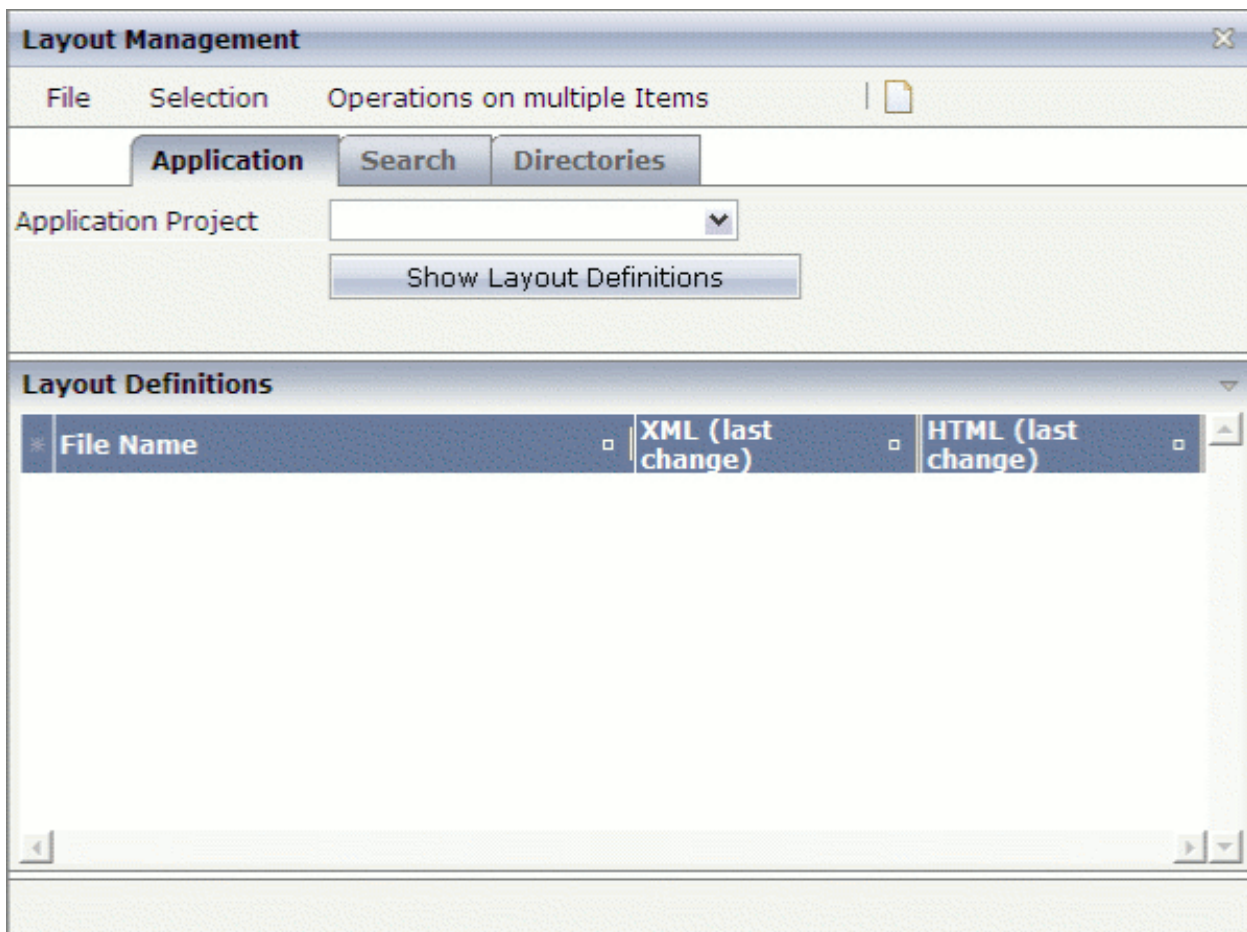 Layout Management
File Selection Operations on multiple Items
Application Search Directories
Application Project
Show Layout Definitions
Layout Definitions
File Name XML (last change) HTML (last change)